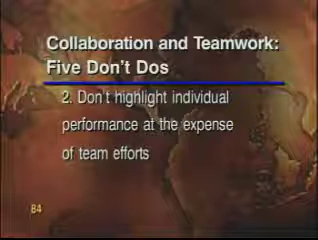 Collaboration and Teamwork:
Five Don't Dos
2. Don't highlight individual
performance at the expense
of team efforts
84